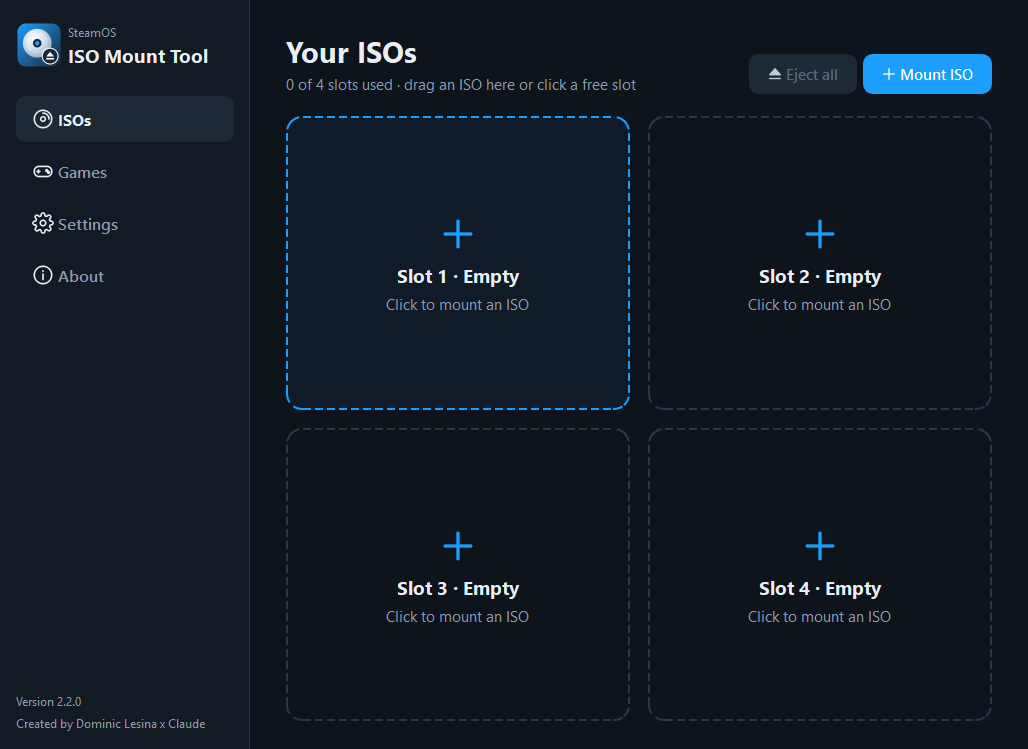 SteamOS
ISO Mount Tool
ISOs
Games
Settings
About
Version 2.2.0
Created by Dominic Lesina x Claude
Your ISOs
0 of 4 slots used · drag an ISO here or click a free slot
Eject all
+ Mount ISO
Slot 1 · Empty
Click to mount an ISO
Slot 2 · Empty
Click to mount an ISO
Slot 3 · Empty
Click to mount an ISO
Slot 4 · Empty
Click to mount an ISO